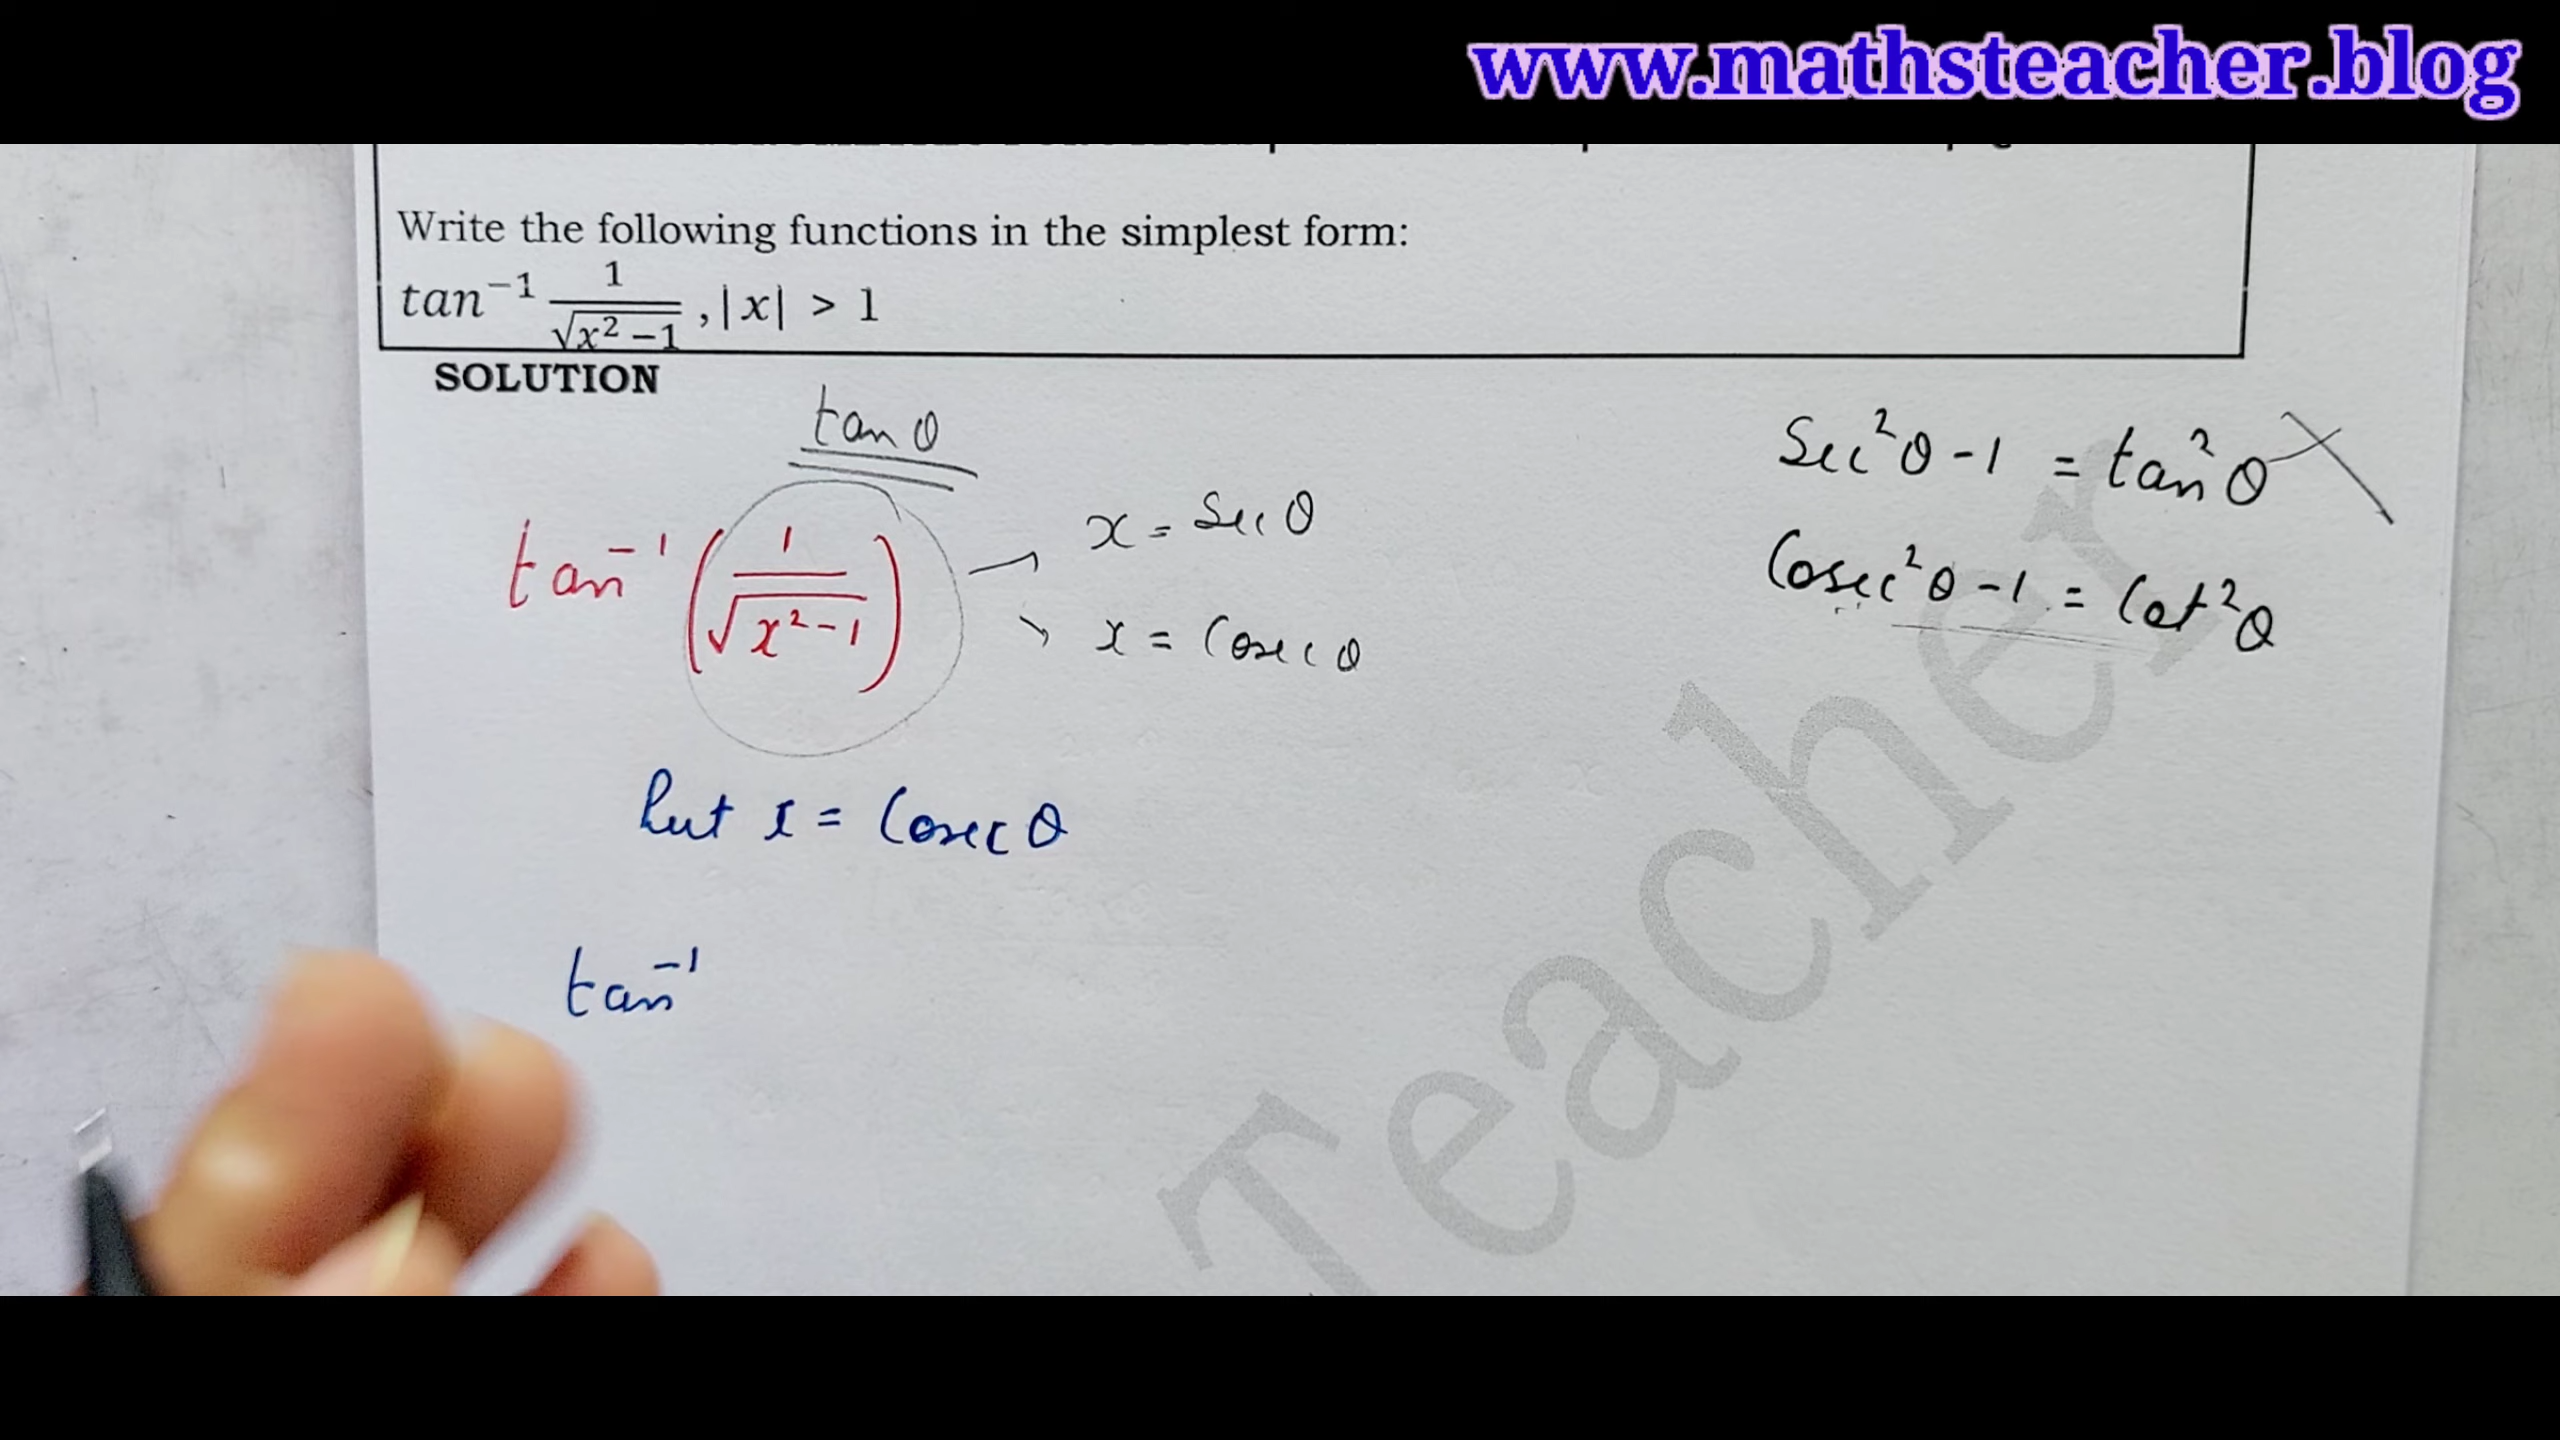 www.mathsteacher.blog
Write the following functions in the simplest form:
tan⁻¹ 1/√(x² − 1), |x| > 1
SOLUTION
tan θ
Sec²θ - 1 = tan²θ
x = Sec θ
tan⁻¹ (1/√(x² - 1))
Cosec²θ - 1 = Cot²θ
x = Cosec θ
Put x = Cosec θ
tan⁻¹
Teacher